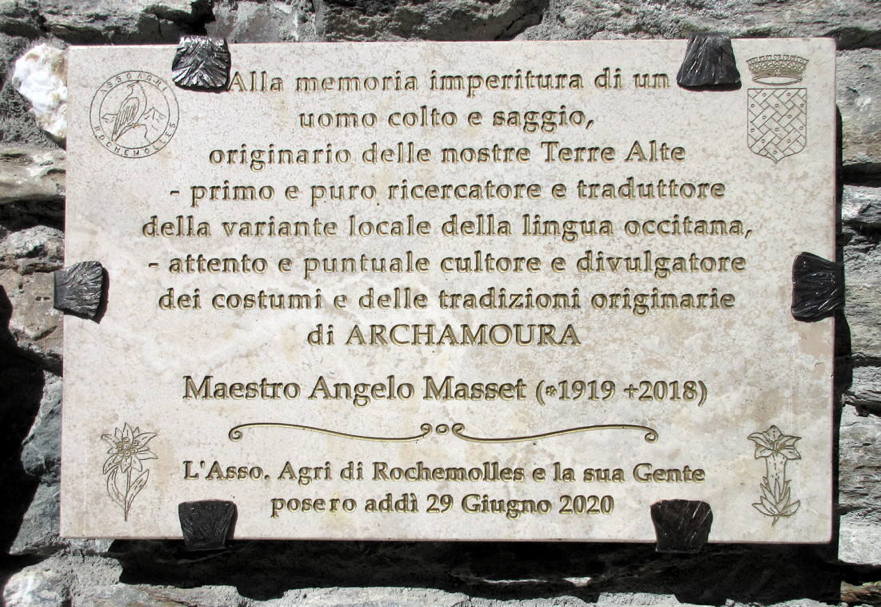 ASSOAGRI
ROCHEMOLLES
Alla memoria imperitura di un
uomo colto e saggio,
originario delle nostre Terre Alte
- primo e puro ricercatore e traduttore
della variante locale della lingua occitana,
- attento e puntuale cultore e divulgatore
dei costumi e delle tradizioni originarie
di ARCHAMOURA
Maestro Angelo Masset (*1919 +2018)
L'Asso. Agri di Rochemolles e la sua Gente
posero addì 29 Giugno 2020